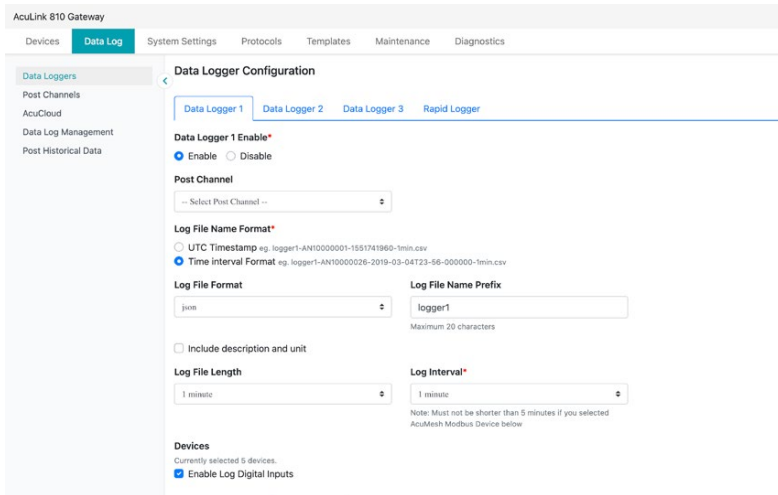 AcuLink 810 Gateway
Devices Data Log System Settings Protocols Templates Maintenance Diagnostics
Data Loggers
Post Channels
AcuCloud
Data Log Management
Post Historical Data
Data Logger Configuration
Data Logger 1 Data Logger 2 Data Logger 3 Rapid Logger
Data Logger 1 Enable*
Enable Disable
Post Channel
-- Select Post Channel --
Log File Name Format*
UTC Timestamp eg. logger1-AN10000001-1551741960-1min.csv
Time interval Format eg. logger1-AN10000026-2019-03-04T23-56-000000-1min.csv
Log File Format Log File Name Prefix
json logger1
Maximum 20 characters
Include description and unit
Log File Length Log Interval*
1 minute 1 minute
Note: Must not be shorter than 5 minutes if you selected
AcuMesh Modbus Device below
Devices
Currently selected 5 devices.
Enable Log Digital Inputs